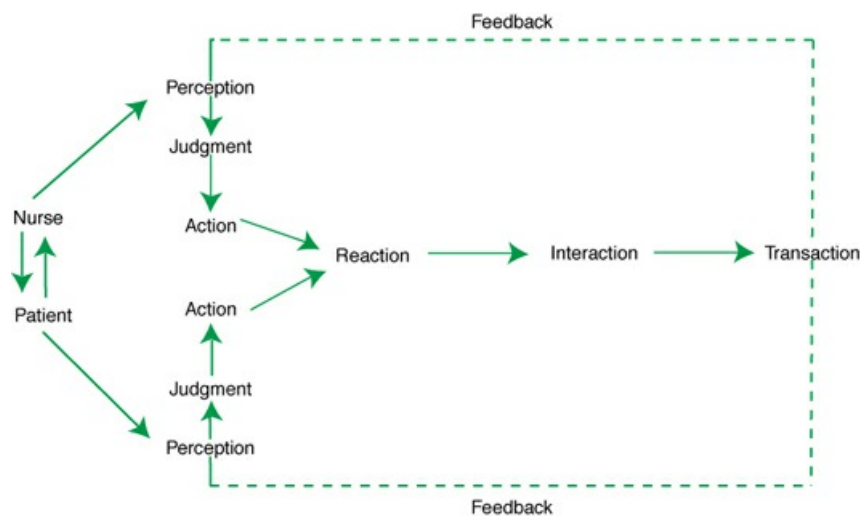 Feedback
Perception
Judgment
Nurse
Action
Reaction
Interaction
Transaction
Patient
Action
Judgment
Perception
Feedback